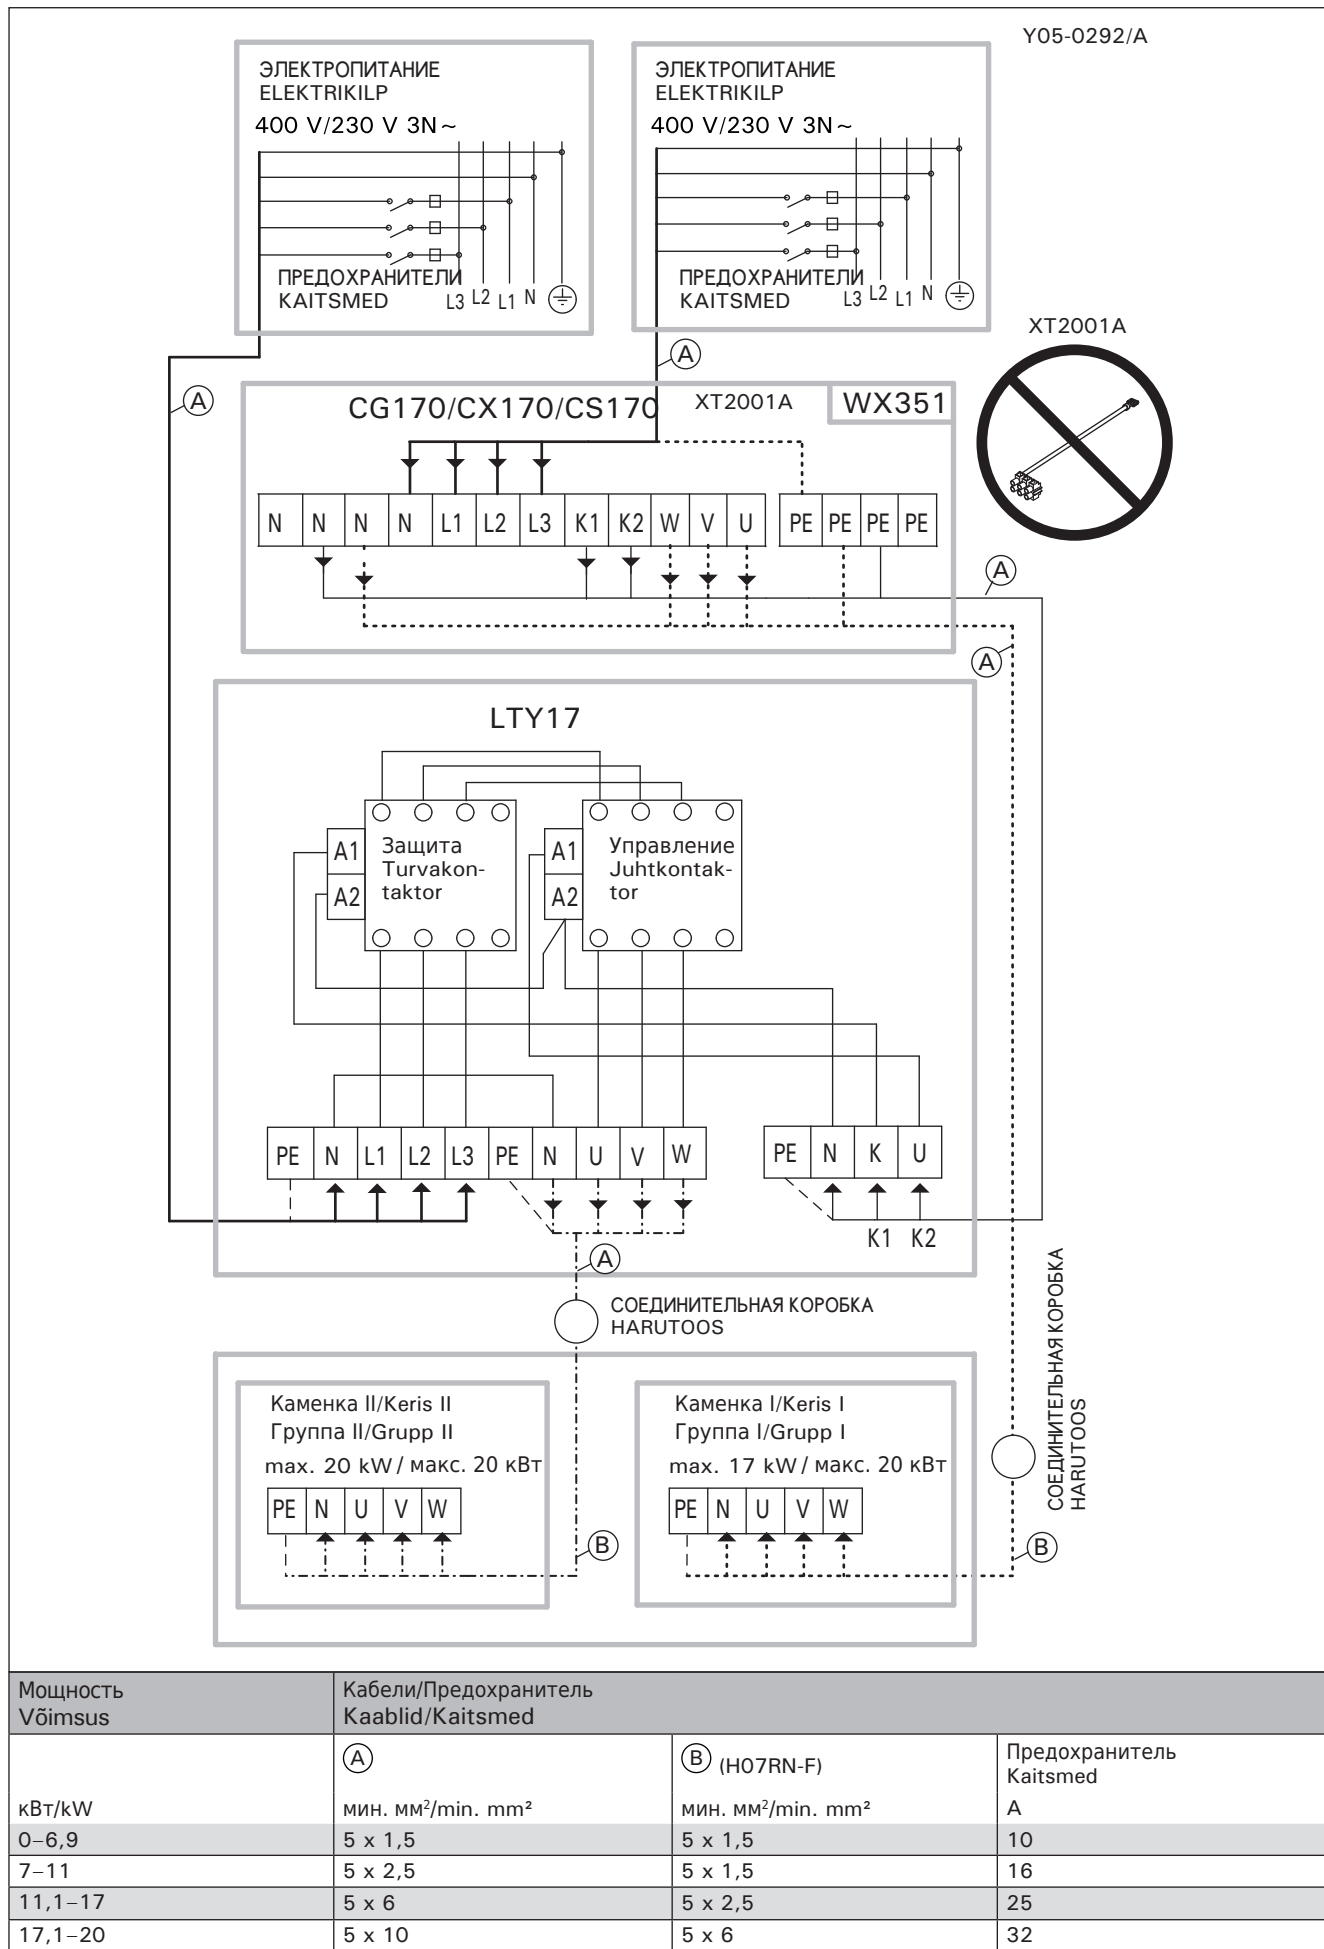 Y05-0292/A
ЭЛЕКТРОПИТАНИЕ
ELEKTRIKILP
400 V/230 V 3N~
ПРЕДОХРАНИТЕЛИ
KAITSMED
L3 L2 L1 N
ЭЛЕКТРОПИТАНИЕ
ELEKTRIKILP
400 V/230 V 3N~
ПРЕДОХРАНИТЕЛИ
KAITSMED
L3 L2 L1 N
XT2001A
A
A
CG170/CX170/CS170
XT2001A
WX351
N N N N L1 L2 L3 K1 K2 W V U
PE PE PE PE
A
A
LTY17
A1
A2
Защита
Turvakon-
taktor
A1
A2
Управление
Juhtkontak-
tor
PE N L1 L2 L3 PE N U V W
PE N K U
K1 K2
A
СОЕДИНИТЕЛЬНАЯ КОРОБКА
HARUTOOS
СОЕДИНИТЕЛЬНАЯ КОРОБКА
HARUTOOS
Каменка II/Keris II
Группа II/Grupp II
max. 20 kW / макс. 20 кВт
PE N U V W
B
Каменка I/Keris I
Группа I/Grupp I
max. 17 kW / макс. 20 кВт
PE N U V W
B
Мощность
Võimsus
Кабели/Предохранитель
Kaablid/Kaitsmed
A
B (H07RN-F)
Предохранитель
Kaitsmed
кВт/kW мин. мм²/min. mm² мин. мм²/min. mm² A
0–6,9 5 x 1,5 5 x 1,5 10
7–11 5 x 2,5 5 x 1,5 16
11,1–17 5 x 6 5 x 2,5 25
17,1–20 5 x 10 5 x 6 32